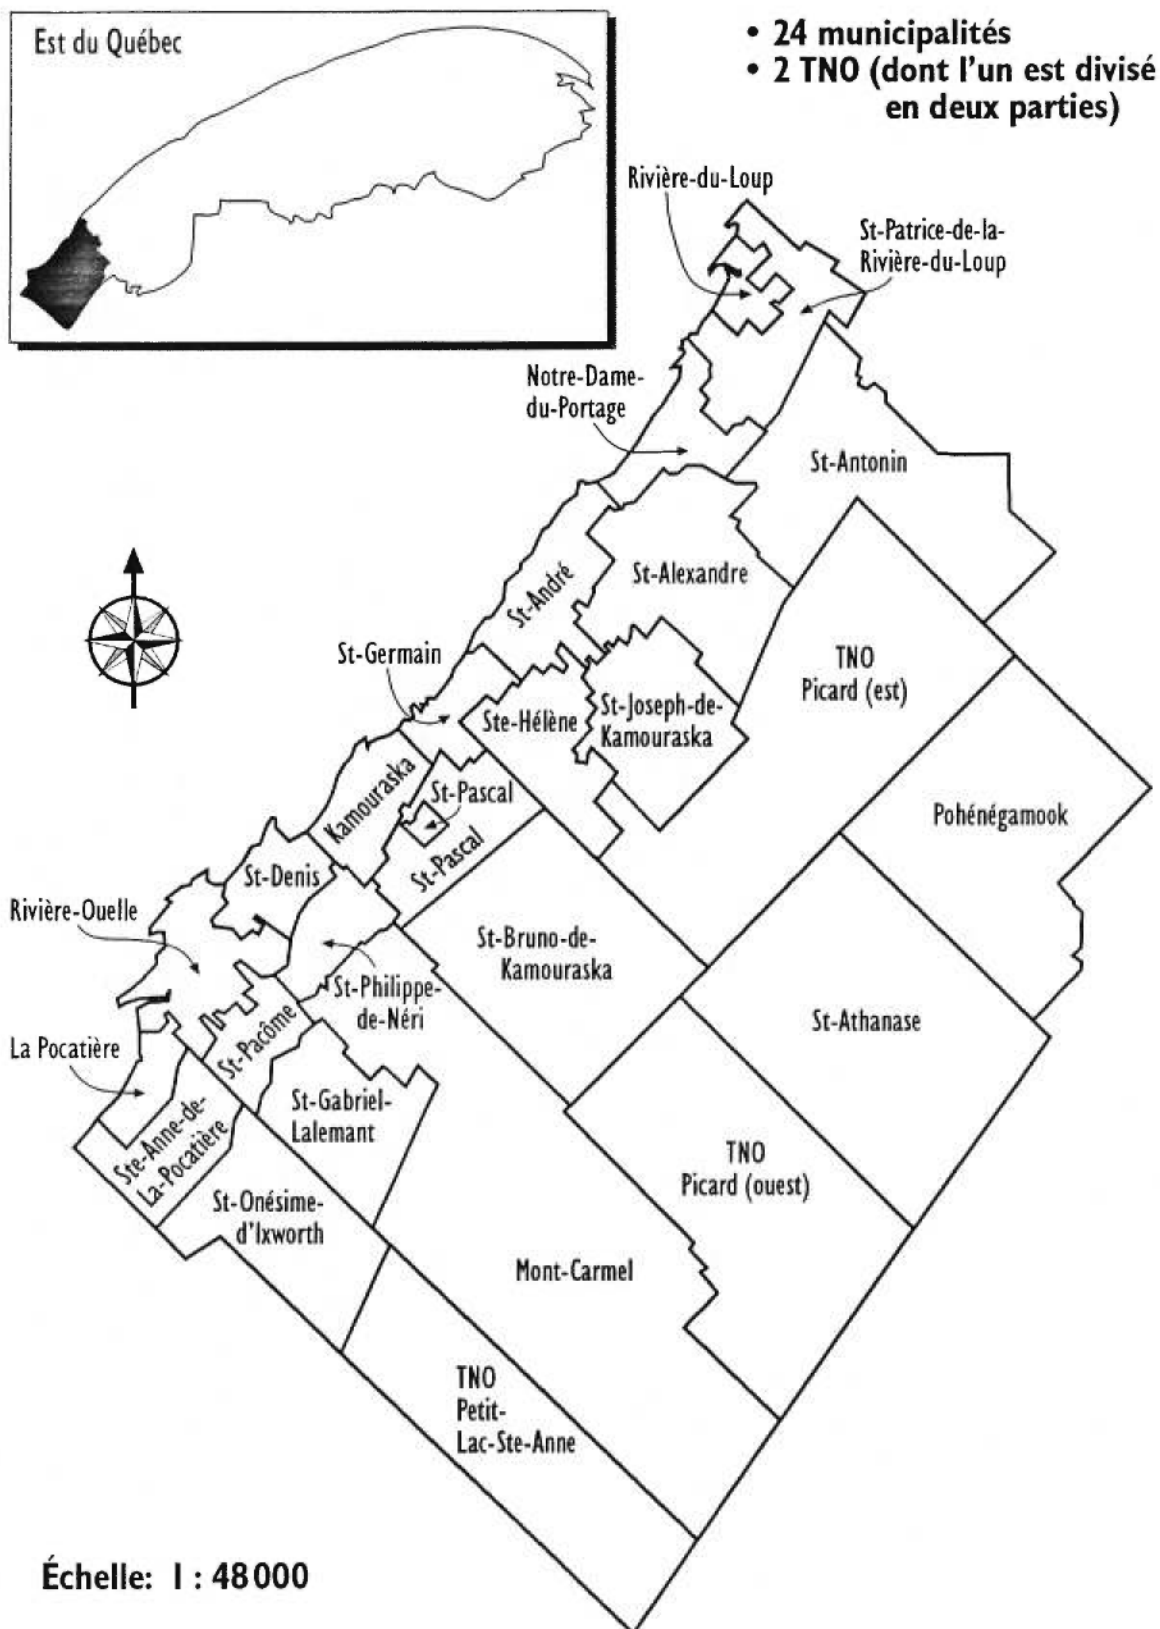 Est du Québec
• 24 municipalités
• 2 TNO (dont l'un est divisé
en deux parties)
Rivière-du-Loup
St-Patrice-de-la-
Rivière-du-Loup
Notre-Dame-
du-Portage
St-Antonin
St-André
St-Alexandre
St-Germain
TNO
Picard (est)
Ste-Hélène
St-Joseph-de-
Kamouraska
Kamouraska
St-Pascal
St-Pascal
Pohénégamook
St-Denis
Rivière-Ouelle
St-Bruno-de-
Kamouraska
St-Philippe-
de-Néri
St-Athanase
La Pocatière
St-Pacôme
St-Gabriel-
Lalemant
Ste-Anne-de-
La-Pocatière
TNO
Picard (ouest)
St-Onésime-
d'Ixworth
Mont-Carmel
TNO
Petit-
Lac-Ste-Anne
Échelle: 1 : 48 000